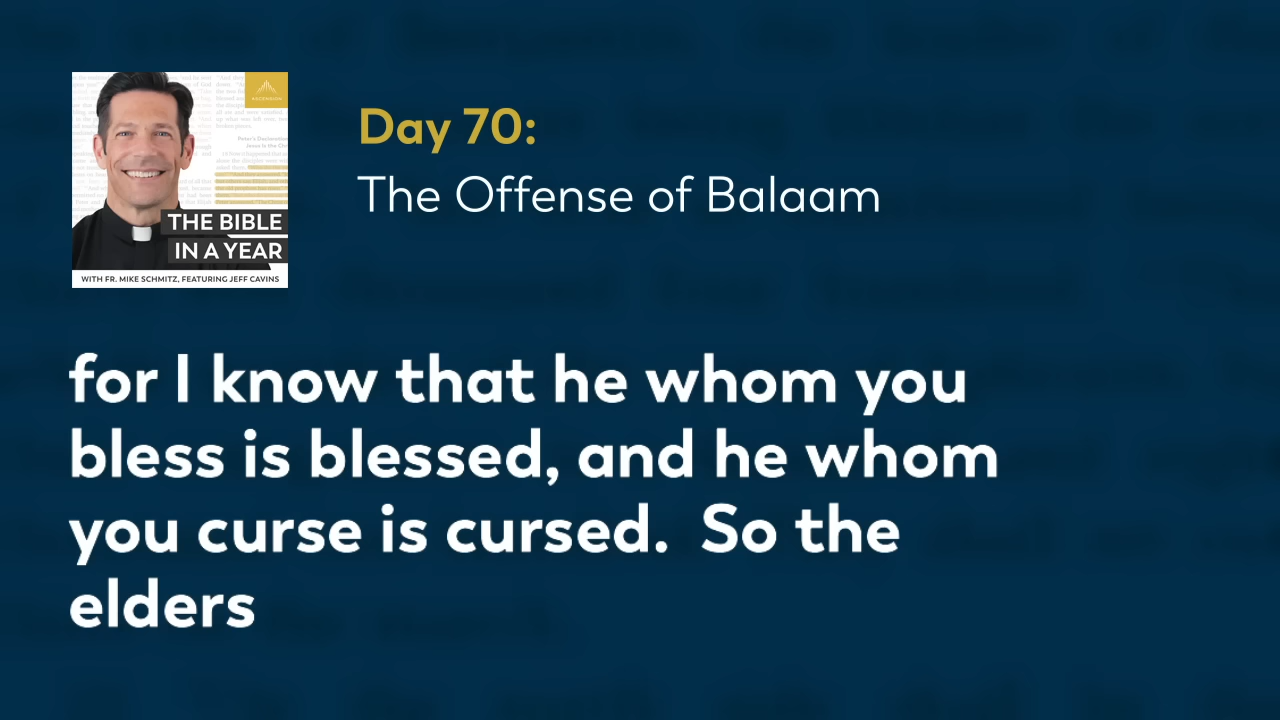 ASCENSION
THE BIBLE
IN A YEAR
WITH FR. MIKE SCHMITZ, FEATURING JEFF CAVINS
Day 70:
The Offense of Balaam
for I know that he whom you
bless is blessed, and he whom
you curse is cursed.  So the
elders